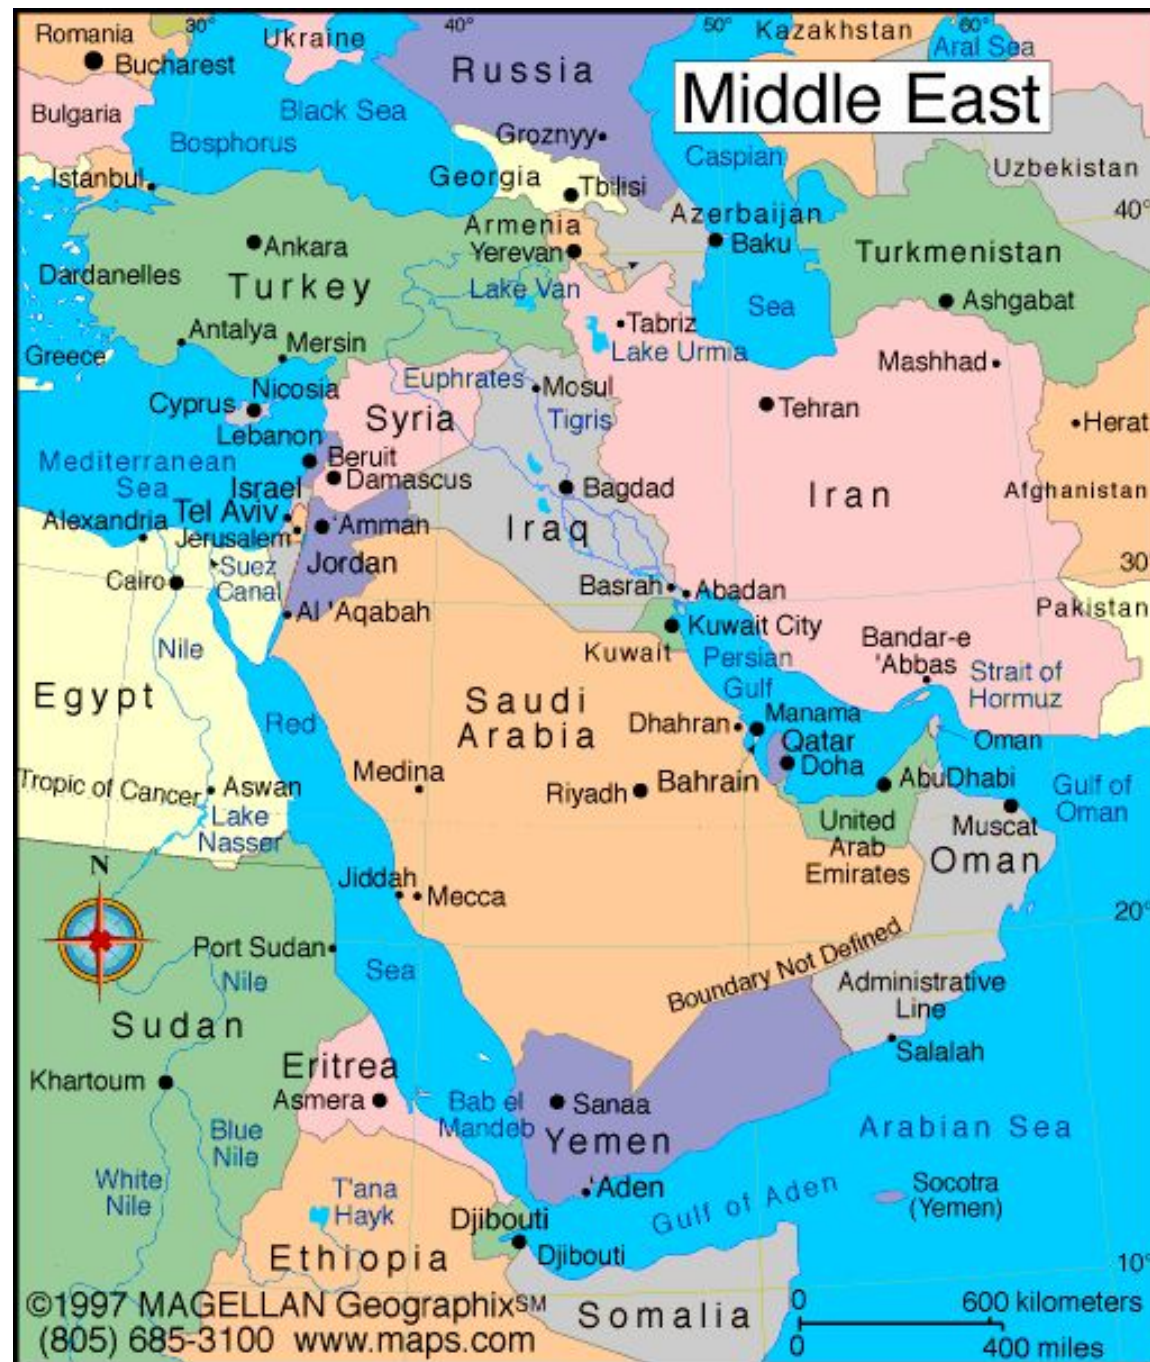 30°
40°
50°
60°
Romania
Bucharest
Ukraine
Russia
Kazakhstan
Aral Sea
Middle East
Bulgaria
Black Sea
Bosphorus
Groznyy
Caspian
Uzbekistan
Istanbul
Georgia
Tbilisi
40°
Armenia
Azerbaijan
Ankara
Yerevan
Baku
Turkmenistan
Dardanelles
Turkey
Lake Van
Sea
Ashgabat
Antalya
Tabriz
Mersin
Lake Urmia
Greece
Mashhad
Nicosia
Euphrates
Mosul
Cyprus
Syria
Tigris
Tehran
Herat
Lebanon
Beruit
Mediterranean
Sea
Damascus
Israel
Bagdad
Iran
Afghanistan
Tel Aviv
Alexandria
'Amman
Iraq
Jerusalem
Jordan
Suez
Canal
30°
Cairo
Basrah
Abadan
Al 'Aqabah
Pakistan
Kuwait City
Nile
Kuwait
Persian
Gulf
Bandar-e
'Abbas
Strait of
Hormuz
Egypt
Saudi
Arabia
Red
Dhahran
Manama
Qatar
Oman
Doha
Medina
Tropic of Cancer
Aswan
Riyadh
Bahrain
AbuDhabi
Gulf of
Oman
Lake
Nasser
United
Arab
Emirates
Muscat
Oman
N
Jiddah
Mecca
20°
Port Sudan
Boundary Not Defined
Sea
Nile
Administrative
Line
Sudan
Salalah
Eritrea
Khartoum
Asmera
Bab el
Mandeb
Sanaa
Blue
Nile
Yemen
Arabian Sea
White
Nile
T'ana
Hayk
'Aden
Gulf of Aden
Socotra
(Yemen)
Djibouti
Djibouti
Ethiopia
10°
©1997 MAGELLAN Geographix℠
(805) 685-3100 www.maps.com
Somalia
0 600 kilometers
0 400 miles